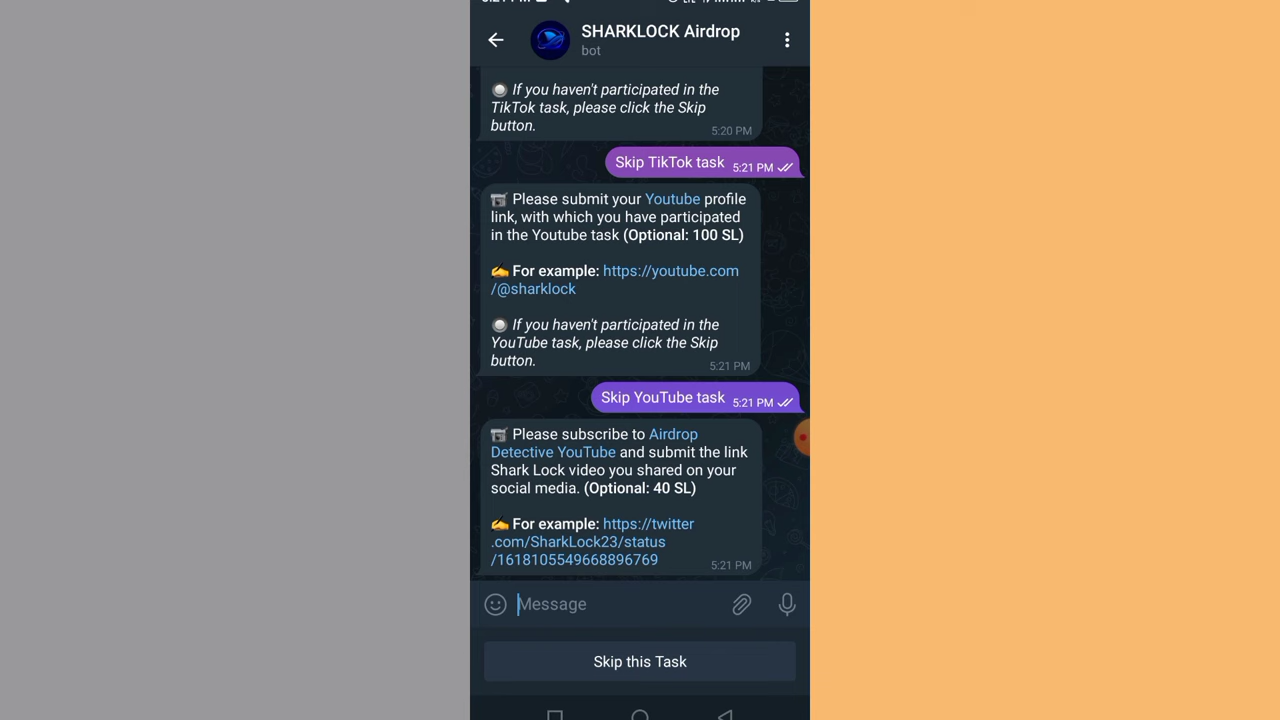 SHARKLOCK Airdrop
bot
If you haven't participated in the
TikTok task, please click the Skip
button.
5:20 PM
Skip TikTok task 5:21 PM
Please submit your Youtube profile
link, with which you have participated
in the Youtube task (Optional: 100 SL)
For example: https://youtube.com
/@sharklock
If you haven't participated in the
YouTube task, please click the Skip
button.
5:21 PM
Skip YouTube task 5:21 PM
Please subscribe to Airdrop
Detective YouTube and submit the link
Shark Lock video you shared on your
social media. (Optional: 40 SL)
For example: https://twitter
.com/SharkLock23/status
/1618105549668896769
5:21 PM
Message
Skip this Task